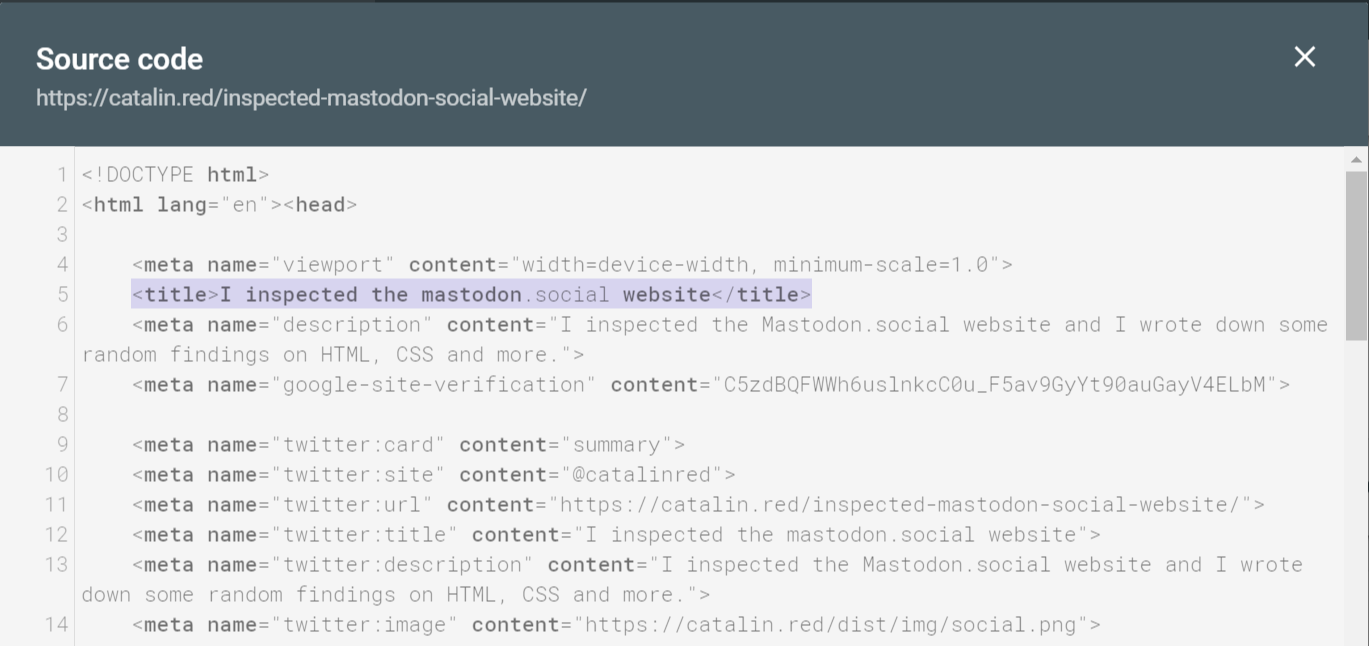 Source code
https://catalin.red/inspected-mastodon-social-website/
1 <!DOCTYPE html>
2 <html lang="en"><head>
3
4 <meta name="viewport" content="width=device-width, minimum-scale=1.0">
5 <title>I inspected the mastodon.social website</title>
6 <meta name="description" content="I inspected the Mastodon.social website and I wrote down some
random findings on HTML, CSS and more.">
7 <meta name="google-site-verification" content="C5zdBQFWWh6uslnkcC0u_F5av9GyYt90auGayV4ELbM">
8
9 <meta name="twitter:card" content="summary">
10 <meta name="twitter:site" content="@catalinred">
11 <meta name="twitter:url" content="https://catalin.red/inspected-mastodon-social-website/">
12 <meta name="twitter:title" content="I inspected the mastodon.social website">
13 <meta name="twitter:description" content="I inspected the Mastodon.social website and I wrote
down some random findings on HTML, CSS and more.">
14 <meta name="twitter:image" content="https://catalin.red/dist/img/social.png">